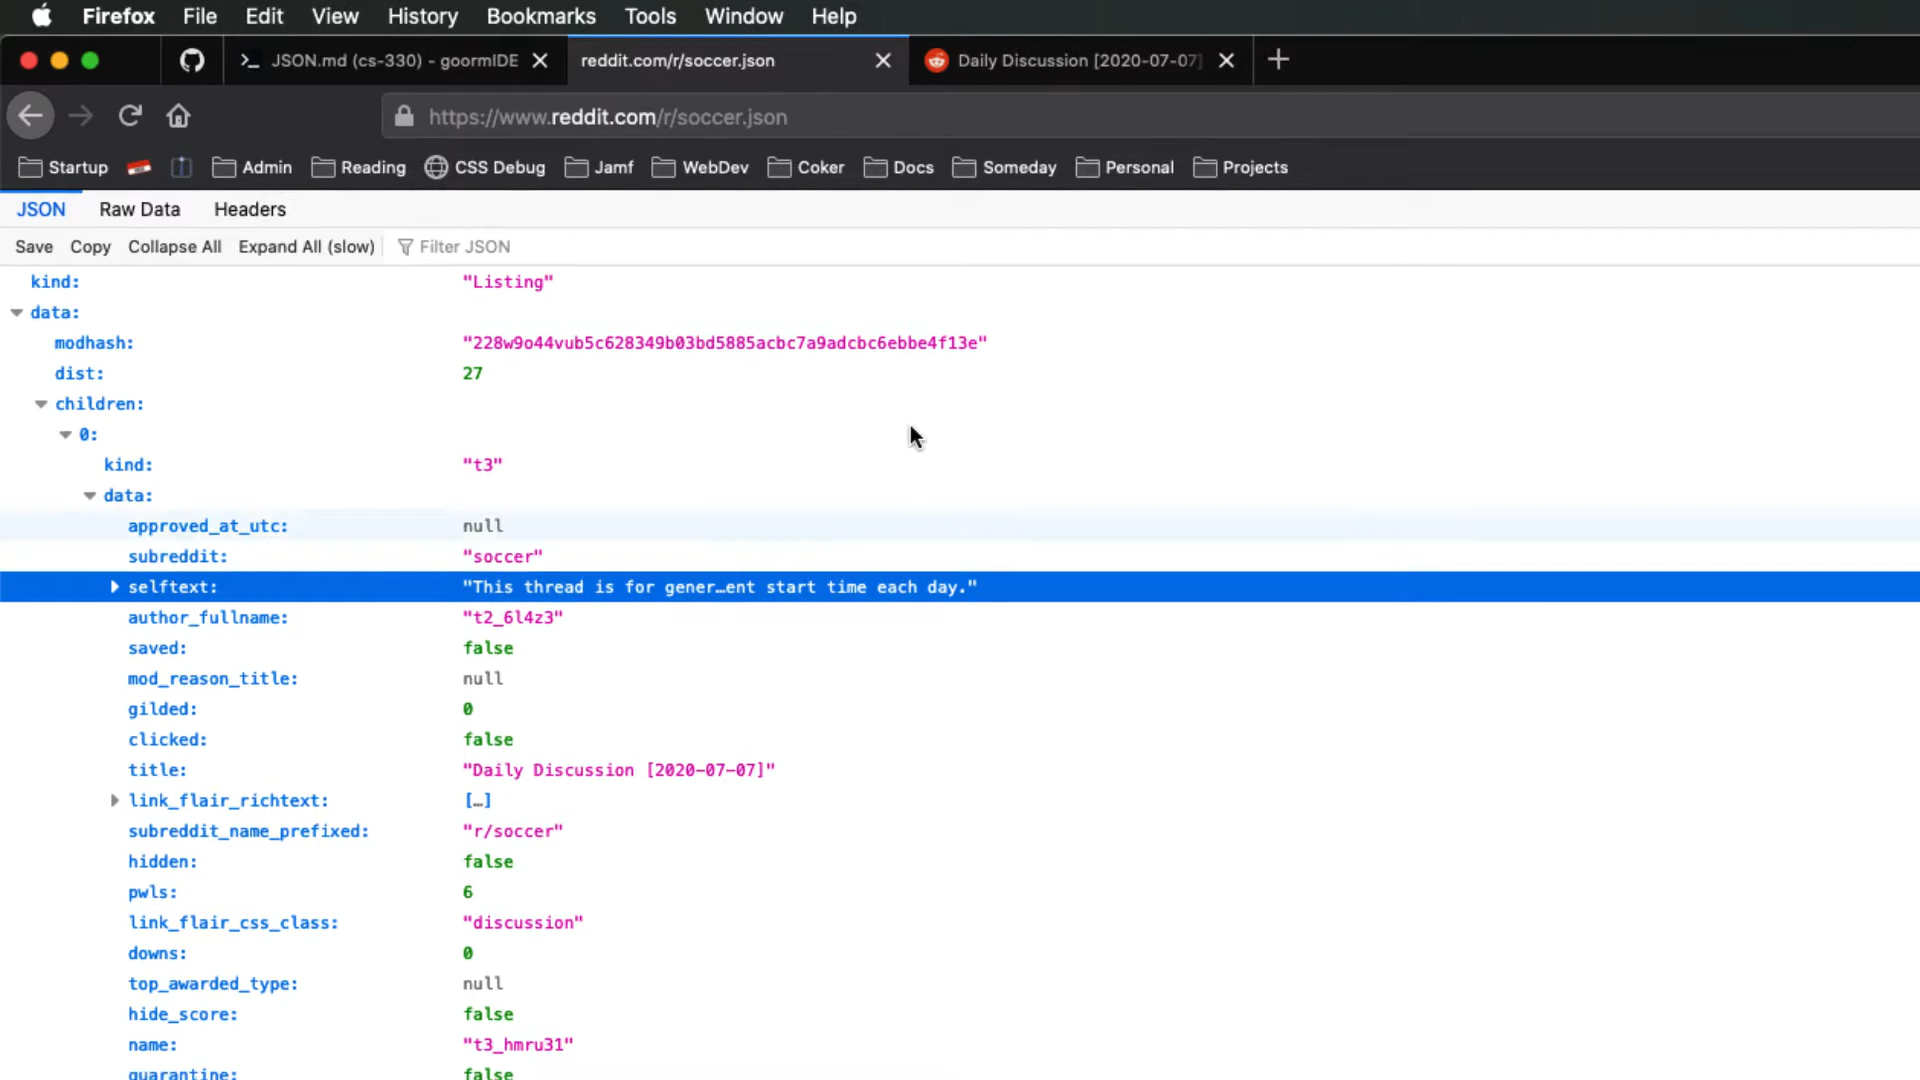 Firefox File Edit View History Bookmarks Tools Window Help
JSON.md (cs-330) - goormIDE reddit.com/r/soccer.json Daily Discussion [2020-07-07]
https://www.reddit.com/r/soccer.json
Startup Admin Reading CSS Debug Jamf WebDev Coker Docs Someday Personal Projects
JSON Raw Data Headers
Save Copy Collapse All Expand All (slow) Filter JSON
kind: "Listing"
data:
modhash: "228w9o44vub5c628349b03bd5885acbc7a9adcbc6ebbe4f13e"
dist: 27
children:
0:
kind: "t3"
data:
approved_at_utc: null
subreddit: "soccer"
selftext: "This thread is for gener…ent start time each day."
author_fullname: "t2_6l4z3"
saved: false
mod_reason_title: null
gilded: 0
clicked: false
title: "Daily Discussion [2020-07-07]"
link_flair_richtext: […]
subreddit_name_prefixed: "r/soccer"
hidden: false
pwls: 6
link_flair_css_class: "discussion"
downs: 0
top_awarded_type: null
hide_score: false
name: "t3_hmru31"
quarantine: false